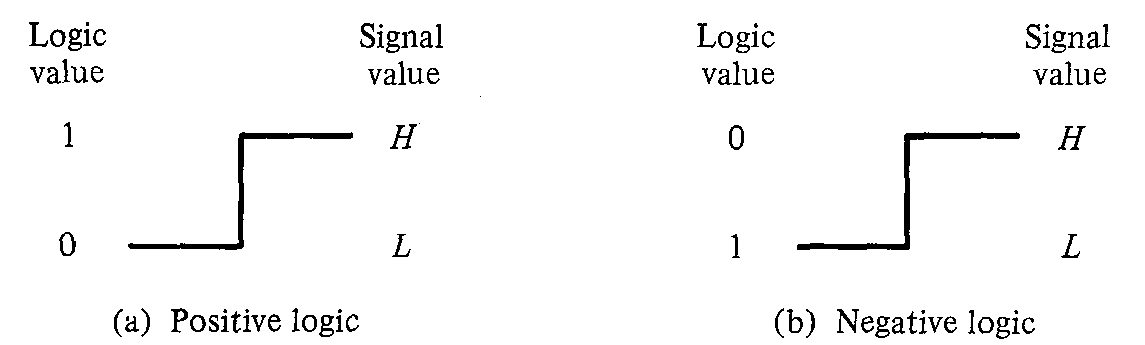 Logic value Signal value Logic value Signal value
1 H 0 H
0 L 1 L
(a) Positive logic (b) Negative logic